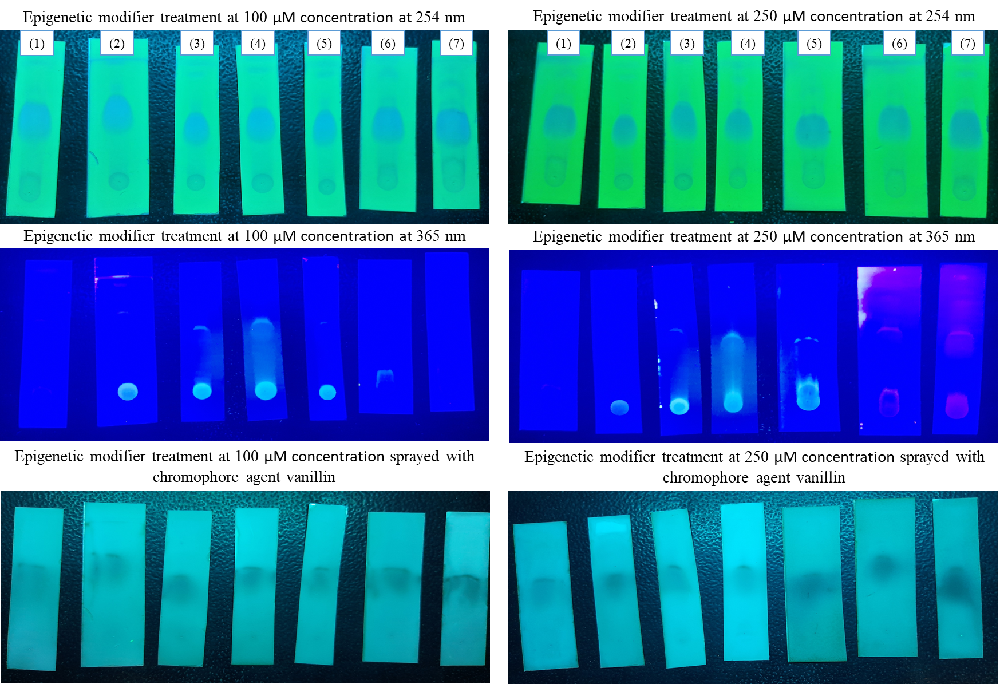 Epigenetic modifier treatment at 100 µM concentration at 254 nm
(1) (2) (3) (4) (5) (6) (7)
Epigenetic modifier treatment at 250 µM concentration at 254 nm
(1) (2) (3) (4) (5) (6) (7)
Epigenetic modifier treatment at 100 µM concentration at 365 nm
Epigenetic modifier treatment at 250 µM concentration at 365 nm
Epigenetic modifier treatment at 100 µM concentration sprayed with
chromophore agent vanillin
Epigenetic modifier treatment at 250 µM concentration sprayed with
chromophore agent vanillin